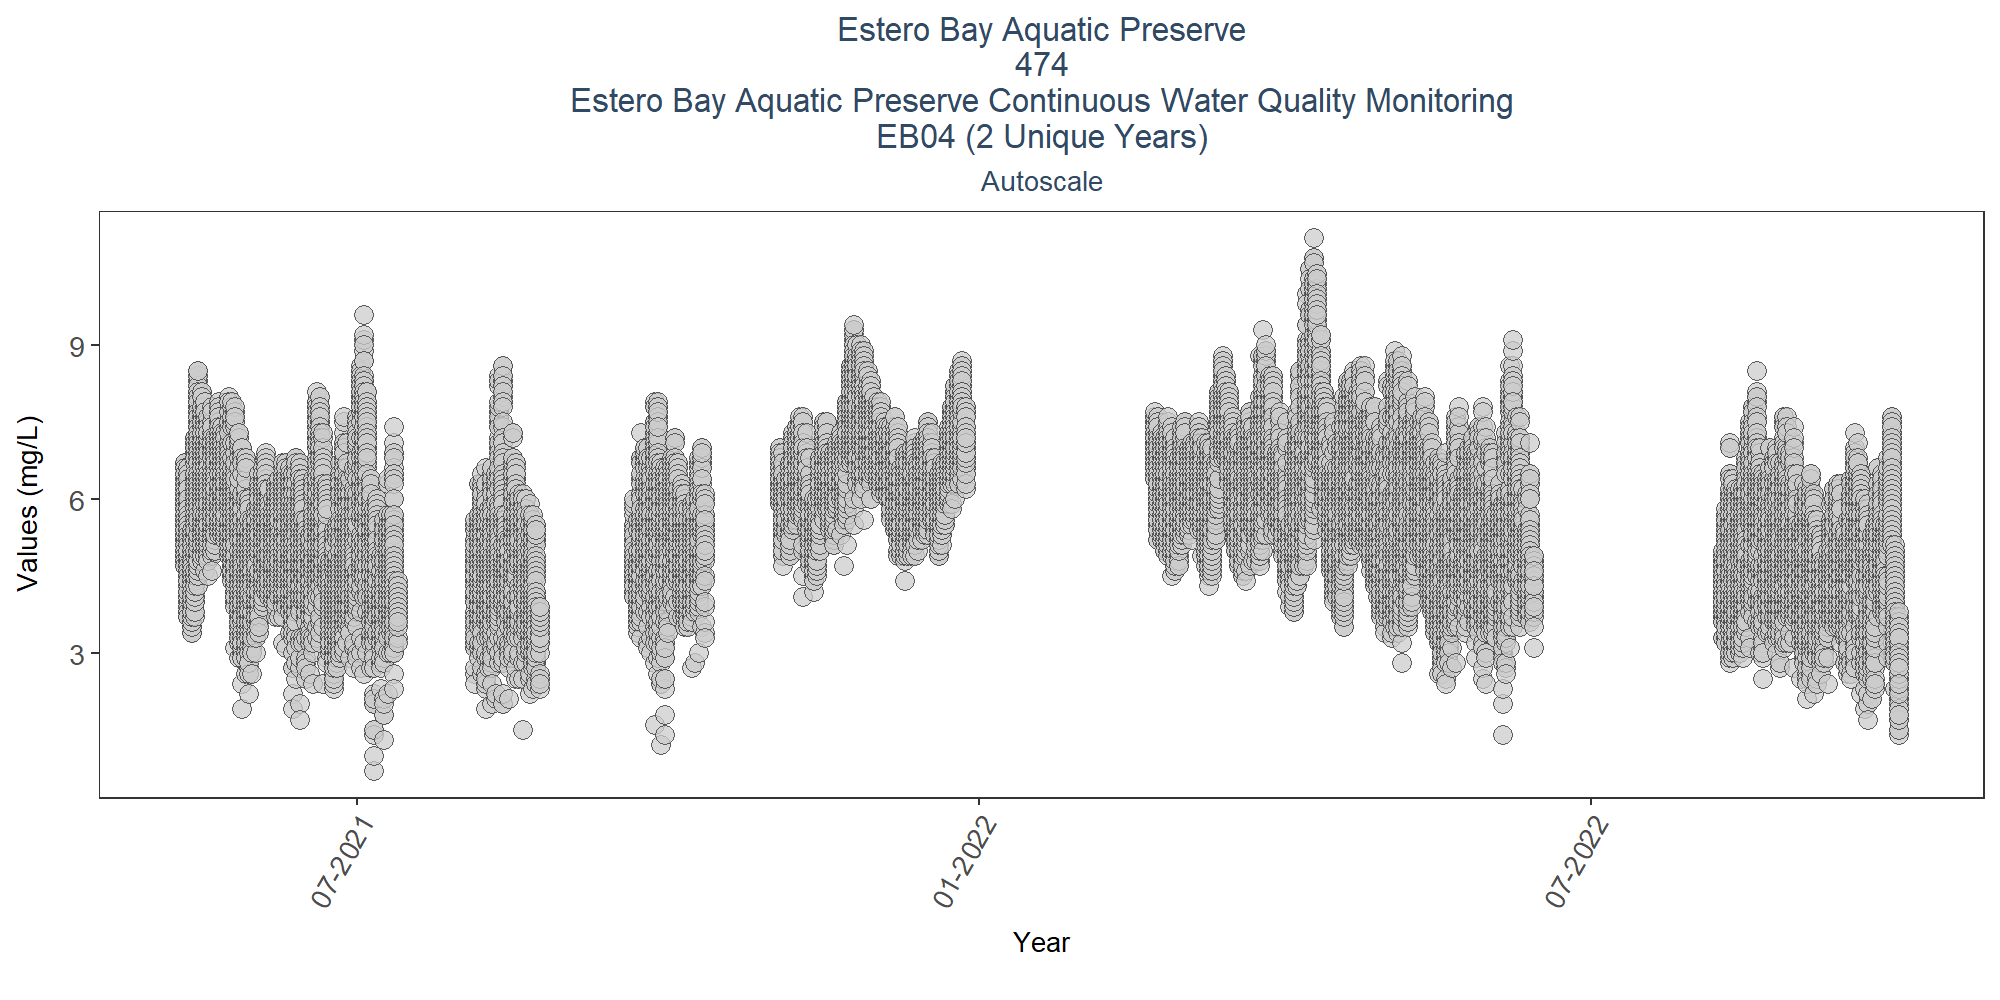 Estero Bay Aquatic Preserve
474
Estero Bay Aquatic Preserve Continuous Water Quality Monitoring
EB04 (2 Unique Years)
Autoscale
Values (mg/L)
9
6
3
07-2021
01-2022
07-2022
Year